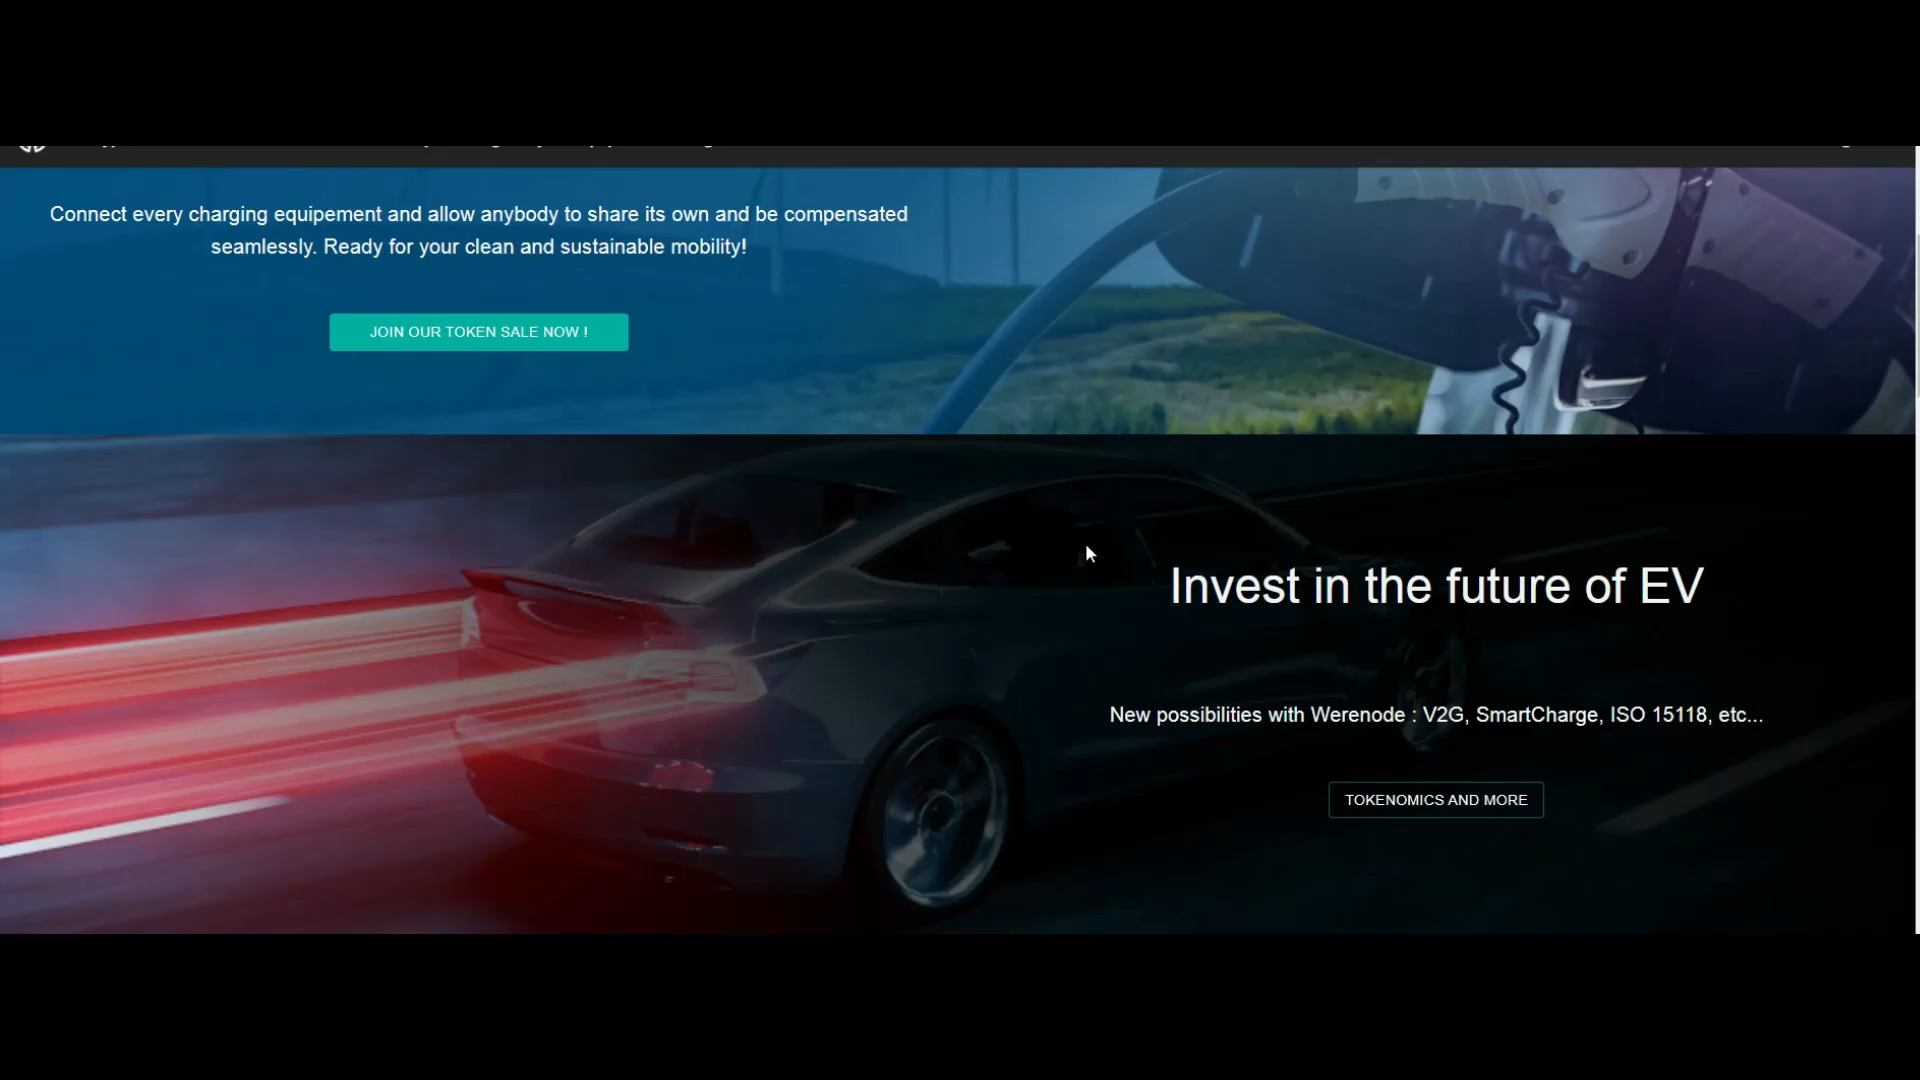 Connect every charging equipement and allow anybody to share its own and be compensated
seamlessly. Ready for your clean and sustainable mobility!
JOIN OUR TOKEN SALE NOW !
Invest in the future of EV
New possibilities with Werenode : V2G, SmartCharge, ISO 15118, etc...
TOKENOMICS AND MORE